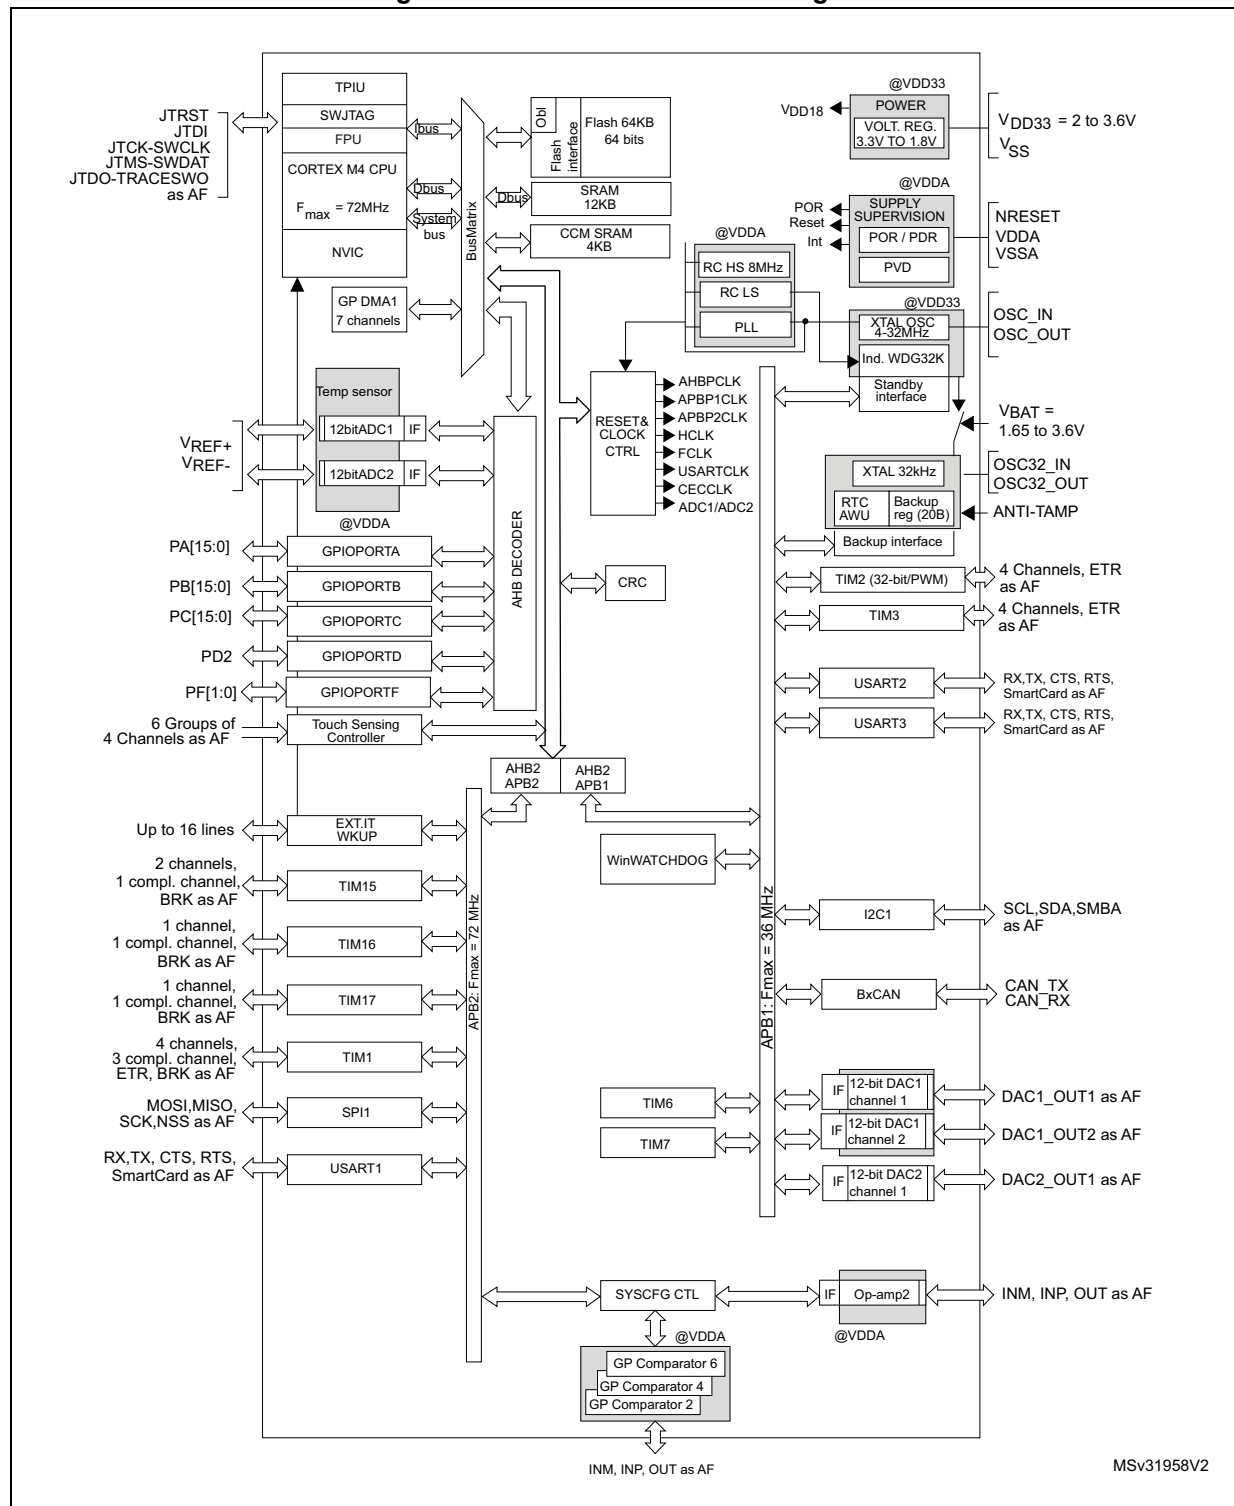 JTRST
JTDI
JTCK-SWCLK
JTMS-SWDAT
JTDO-TRACESWO
as AF
TPIU
SWJTAG
FPU
CORTEX M4 CPU
Fmax = 72MHz
NVIC
Ibus
Dbus
System
bus
BusMatrix
GP DMA1
7 channels
Obl
Flash
interface
Flash 64KB
64 bits
Dbus
SRAM
12KB
CCM SRAM
4KB
@VDD33
VDD18
POWER
VOLT. REG.
3.3V TO 1.8V
VDD33 = 2 to 3.6V
VSS
@VDDA
POR
Reset
Int
SUPPLY
SUPERVISION
POR / PDR
PVD
NRESET
VDDA
VSSA
@VDDA
RC HS 8MHz
RC LS
PLL
@VDD33
XTAL OSC
4-32MHz
Ind. WDG32K
Standby
interface
OSC_IN
OSC_OUT
VBAT =
1.65 to 3.6V
XTAL 32kHz
RTC
AWU
Backup
reg (20B)
Backup interface
OSC32_IN
OSC32_OUT
ANTI-TAMP
RESET&
CLOCK
CTRL
AHBPCLK
APBP1CLK
APBP2CLK
HCLK
FCLK
USARTCLK
CECCLK
ADC1/ADC2
VREF+
VREF-
Temp sensor
12bitADC1
IF
12bitADC2
IF
@VDDA
AHB DECODER
PA[15:0]
GPIOPORTA
PB[15:0]
GPIOPORTB
PC[15:0]
GPIOPORTC
PD2
GPIOPORTD
PF[1:0]
GPIOPORTF
6 Groups of
4 Channels as AF
Touch Sensing
Controller
CRC
AHB2
APB2
AHB2
APB1
TIM2 (32-bit/PWM)
4 Channels, ETR
as AF
TIM3
4 Channels, ETR
as AF
USART2
RX,TX, CTS, RTS,
SmartCard as AF
USART3
RX,TX, CTS, RTS,
SmartCard as AF
Up to 16 lines
EXT.IT
WKUP
2 channels,
1 compl. channel,
BRK as AF
TIM15
1 channel,
1 compl. channel,
BRK as AF
TIM16
1 channel,
1 compl. channel,
BRK as AF
TIM17
4 channels,
3 compl. channel,
ETR, BRK as AF
TIM1
MOSI,MISO,
SCK,NSS as AF
SPI1
RX,TX, CTS, RTS,
SmartCard as AF
USART1
APB2: Fmax = 72 MHz
WinWATCHDOG
APB1: Fmax = 36 MHz
I2C1
SCL,SDA,SMBA
as AF
BxCAN
CAN_TX
CAN_RX
TIM6
TIM7
IF
12-bit DAC1
channel 1
DAC1_OUT1 as AF
IF
12-bit DAC1
channel 2
DAC1_OUT2 as AF
IF
12-bit DAC2
channel 1
DAC2_OUT1 as AF
SYSCFG CTL
IF
Op-amp2
@VDDA
INM, INP, OUT as AF
@VDDA
GP Comparator 6
GP Comparator 4
GP Comparator 2
INM, INP, OUT as AF
MSv31958V2